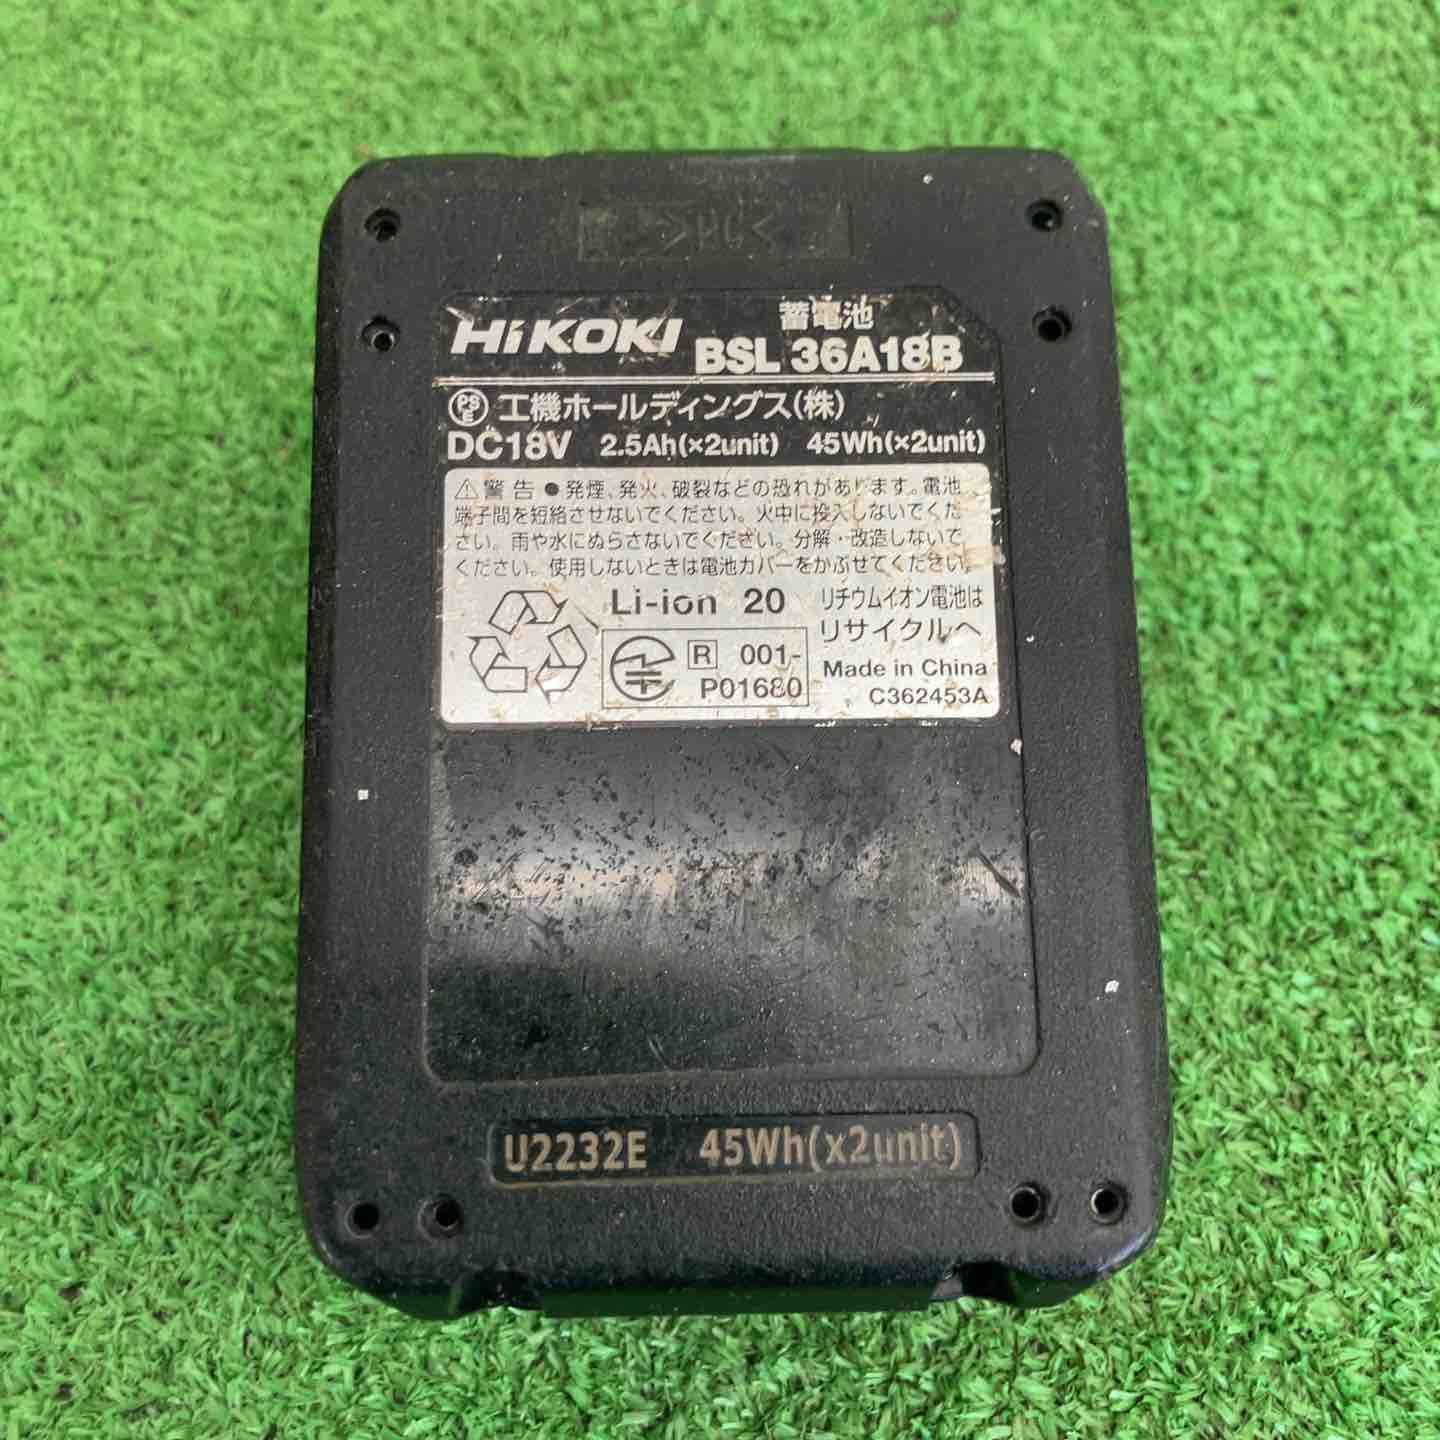 HiKOKI 蓄電池
BSL 36A18B
PSE 工機ホールディングス(株)
DC18V 2.5Ah(×2unit) 45Wh(×2unit)
⚠警告 ●発煙、発火、破裂などの恐れがあります。電池
端子間を短絡させないでください。火中に投入しないでくだ
さい。雨や水にぬらさないでください。分解・改造しないで
ください。使用しないときは電池カバーをかぶせてください。
Li-ion 20 リチウムイオン電池は
リサイクルへ
R 001-
P01680
Made in China
C362453A
U2232E 45Wh(x2unit)